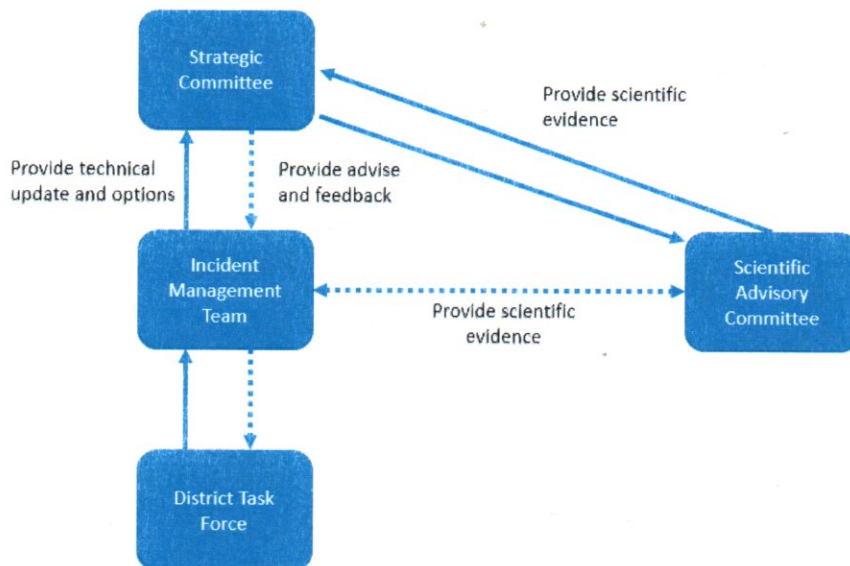 Strategic
Committee
Provide scientific
evidence
Provide technical
update and options
Provide advise
and feedback
Incident
Management
Team
Scientific
Advisory
Committee
Provide scientific
evidence
District Task
Force